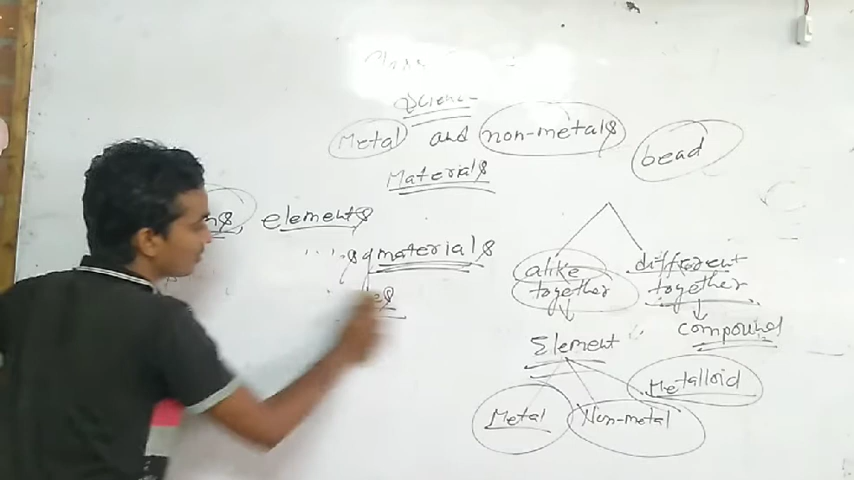 Science
Metal and non-metals
bead
Materials
elements
materials
alike
together
different
together
Element
compound
Metal
Non-metal
Metalloid